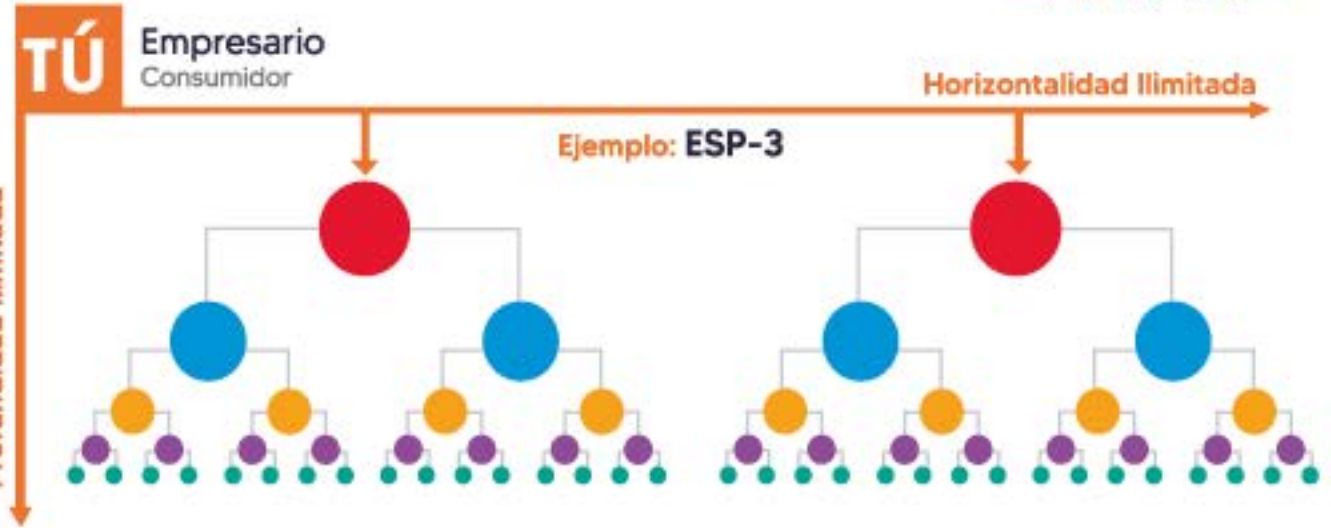 TÚ
Empresario
Consumidor
Horizontalidad Ilimitada
Ejemplo: ESP-3